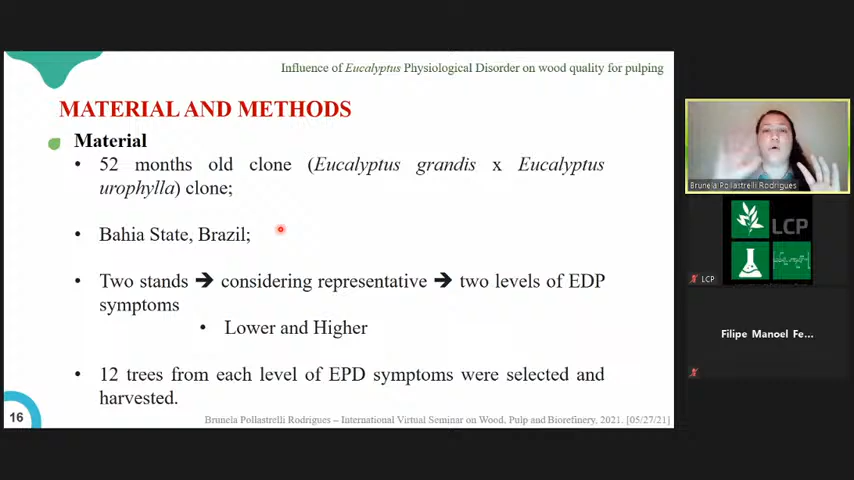 Influence of Eucalyptus Physiological Disorder on wood quality for pulping
MATERIAL AND METHODS
Material
• 52 months old clone (Eucalyptus grandis x Eucalyptus
urophylla) clone;
• Bahia State, Brazil;
• Two stands ➔ considering representative ➔ two levels of EDP
symptoms
• Lower and Higher
• 12 trees from each level of EPD symptoms were selected and
harvested.
16
Brunela Pollastrelli Rodrigues – International Virtual Seminar on Wood, Pulp and Biorefinery, 2021. [05/27/21]
Brunela Pollastrelli Rodrigues
LCP
LCP
Filipe Manoel Fe...